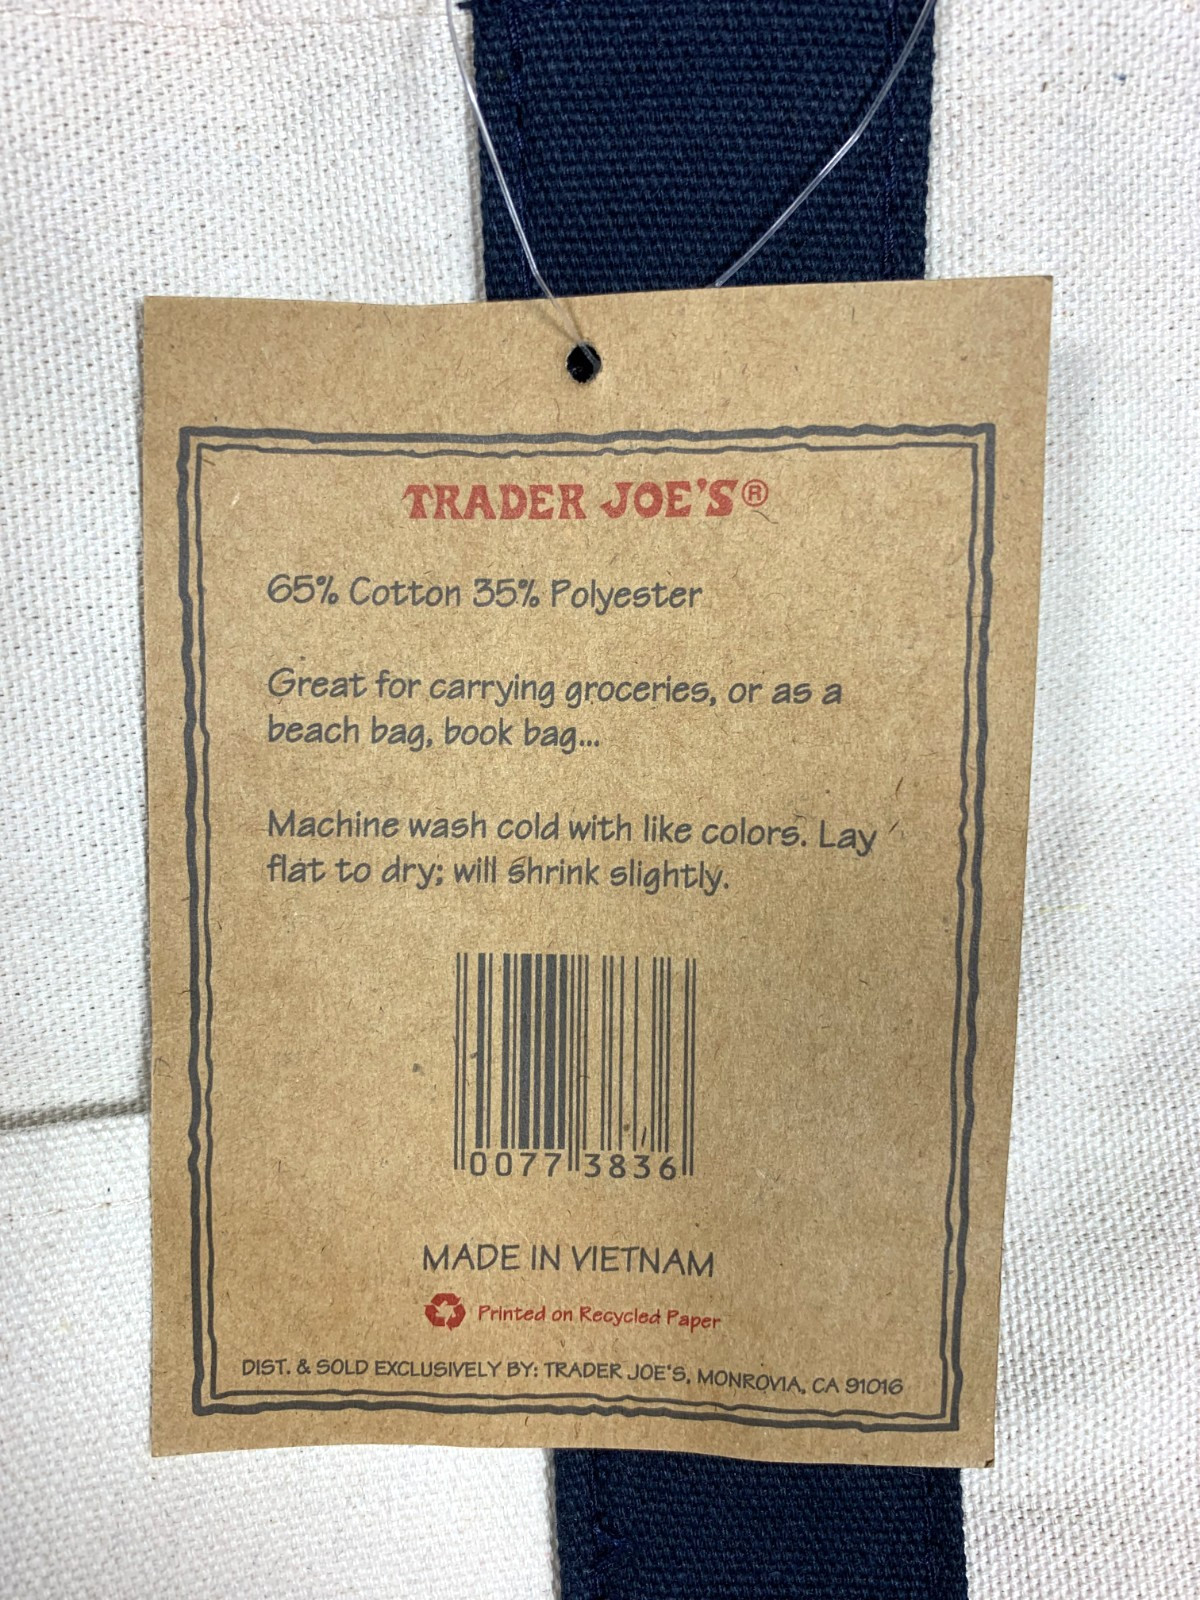 TRADER JOE'S®
65% Cotton 35% Polyester
Great for carrying groceries, or as a
beach bag, book bag...
Machine wash cold with like colors. Lay
flat to dry; will shrink slightly.
0077 3836
MADE IN VIETNAM
Printed on Recycled Paper
DIST. & SOLD EXCLUSIVELY BY: TRADER JOE'S, MONROVIA, CA 91016